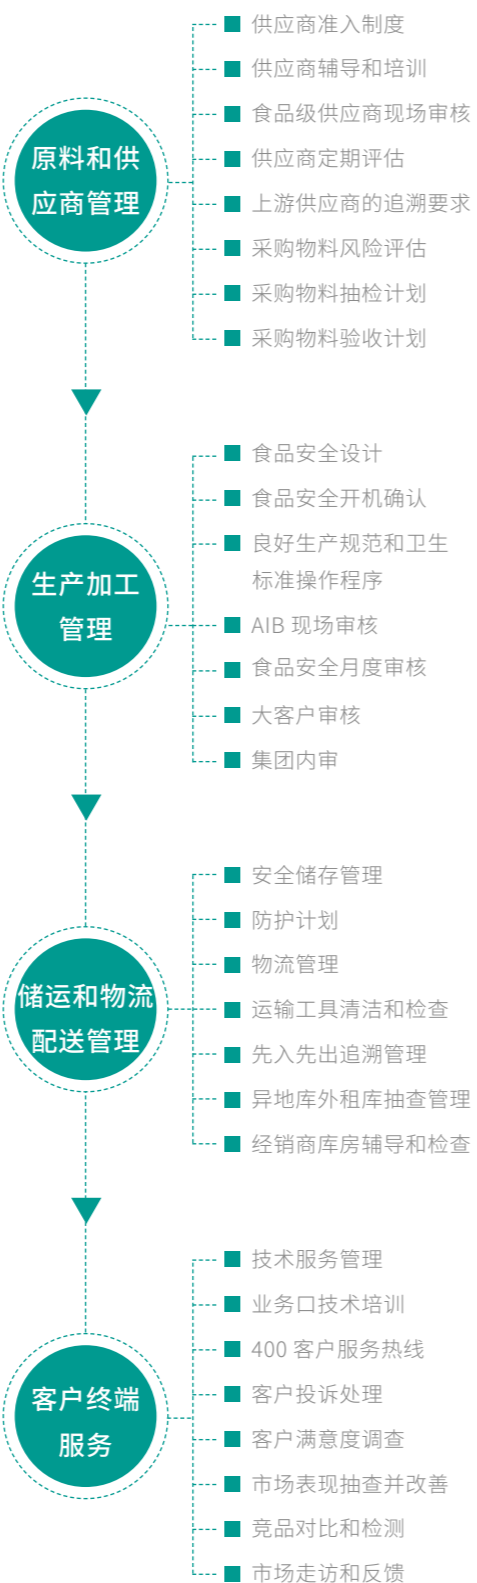 原料和供
应商管理
供应商准入制度
供应商辅导和培训
食品级供应商现场审核
供应商定期评估
上游供应商的追溯要求
采购物料风险评估
采购物料抽检计划
采购物料验收计划
生产加工
管理
食品安全设计
食品安全开机确认
良好生产规范和卫生
标准操作程序
AIB 现场审核
食品安全月度审核
大客户审核
集团内审
储运和物流
配送管理
安全储存管理
防护计划
物流管理
运输工具清洁和检查
先入先出追溯管理
异地库外租库抽查管理
经销商库房辅导和检查
客户终端
服务
技术服务管理
业务口技术培训
400 客户服务热线
客户投诉处理
客户满意度调查
市场表现抽查并改善
竞品对比和检测
市场走访和反馈